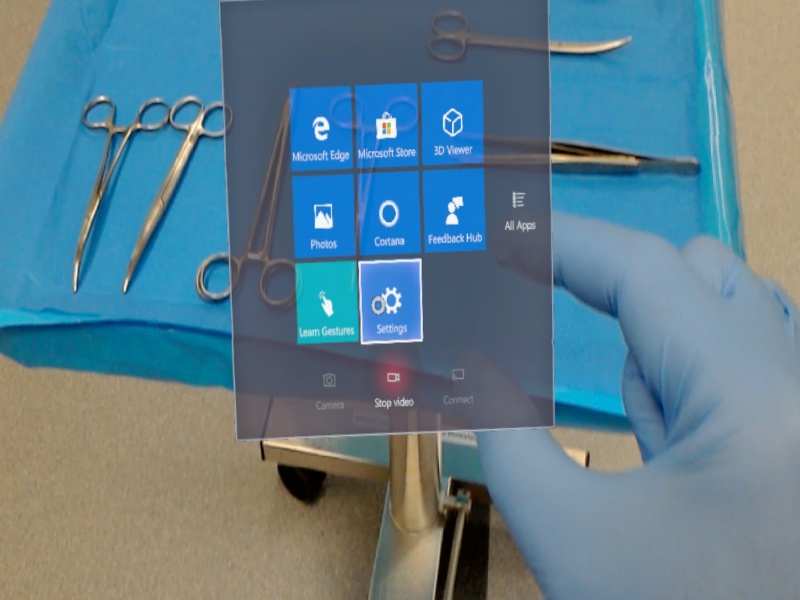 Microsoft Edge
Microsoft Store
3D Viewer
Photos
Cortana
Feedback Hub
All Apps
Learn Gestures
Settings
Camera
Stop video
Connect